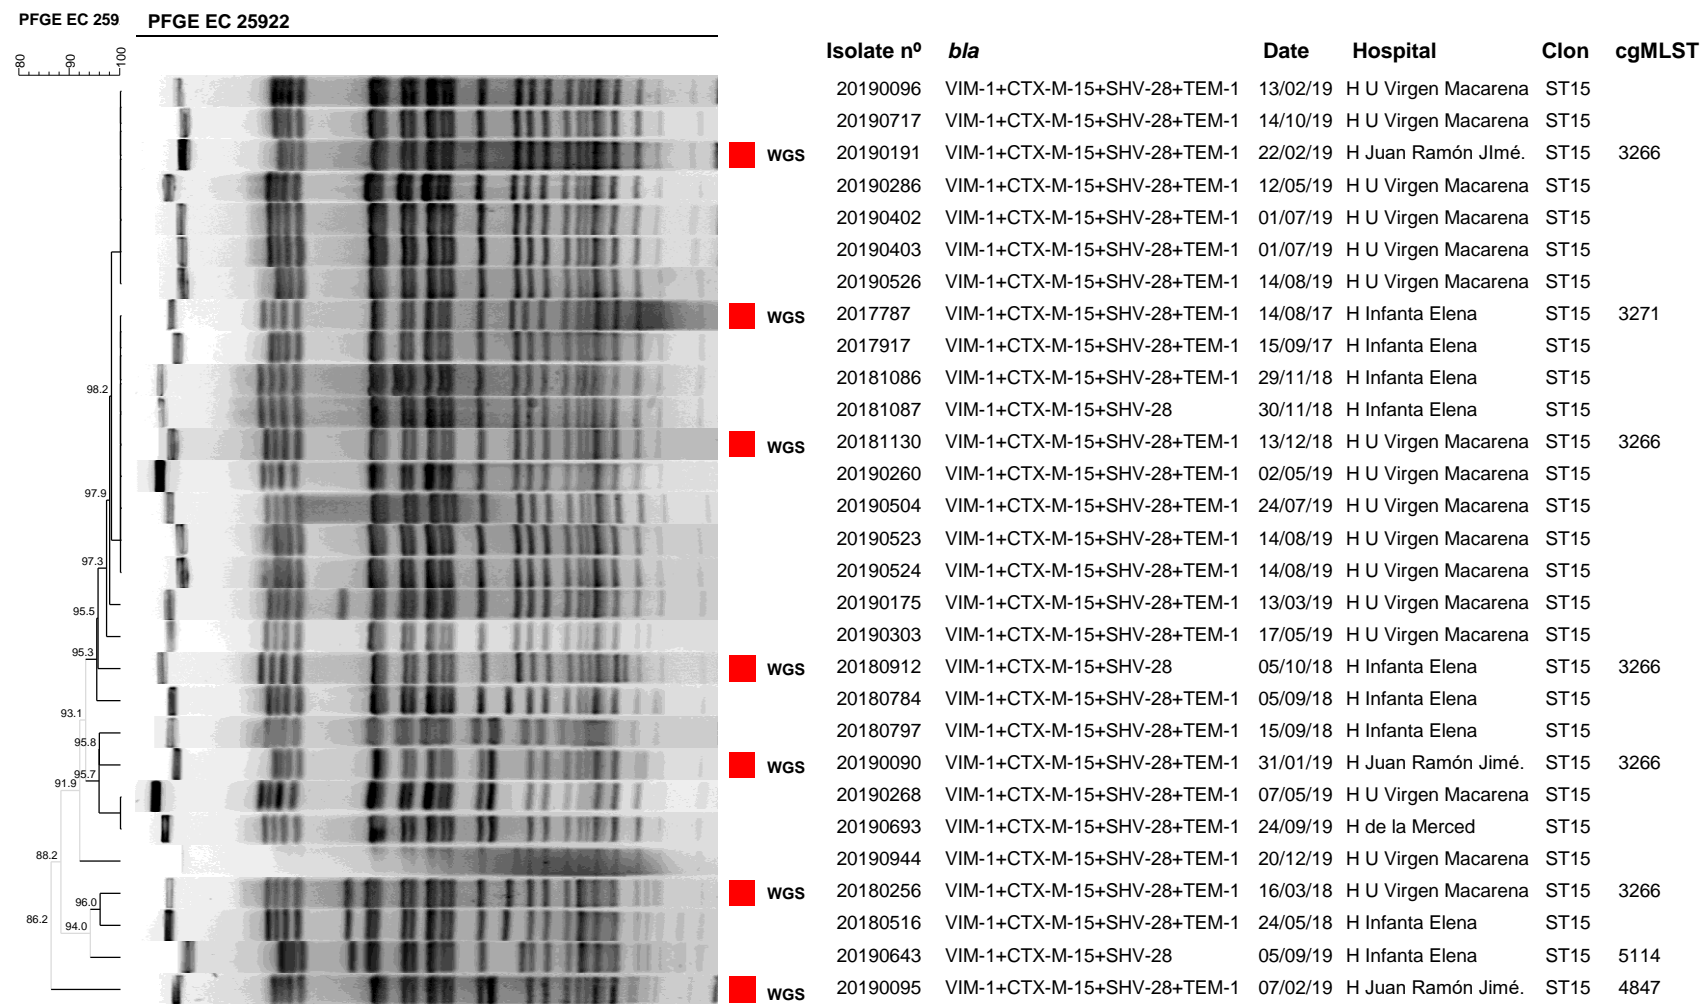 PFGE EC 259 PFGE EC 25922
80 90 100
Isolate nº bla Date Hospital Clon cgMLST
20190096 VIM-1+CTX-M-15+SHV-28+TEM-1 13/02/19 H U Virgen Macarena ST15
20190717 VIM-1+CTX-M-15+SHV-28+TEM-1 14/10/19 H U Virgen Macarena ST15
WGS 20190191 VIM-1+CTX-M-15+SHV-28+TEM-1 22/02/19 H Juan Ramón JImé. ST15 3266
20190286 VIM-1+CTX-M-15+SHV-28+TEM-1 12/05/19 H U Virgen Macarena ST15
20190402 VIM-1+CTX-M-15+SHV-28+TEM-1 01/07/19 H U Virgen Macarena ST15
20190403 VIM-1+CTX-M-15+SHV-28+TEM-1 01/07/19 H U Virgen Macarena ST15
20190526 VIM-1+CTX-M-15+SHV-28+TEM-1 14/08/19 H U Virgen Macarena ST15
WGS 2017787 VIM-1+CTX-M-15+SHV-28+TEM-1 14/08/17 H Infanta Elena ST15 3271
2017917 VIM-1+CTX-M-15+SHV-28+TEM-1 15/09/17 H Infanta Elena ST15
98.2 20181086 VIM-1+CTX-M-15+SHV-28+TEM-1 29/11/18 H Infanta Elena ST15
20181087 VIM-1+CTX-M-15+SHV-28 30/11/18 H Infanta Elena ST15
WGS 20181130 VIM-1+CTX-M-15+SHV-28+TEM-1 13/12/18 H U Virgen Macarena ST15 3266
20190260 VIM-1+CTX-M-15+SHV-28+TEM-1 02/05/19 H U Virgen Macarena ST15
97.9 20190504 VIM-1+CTX-M-15+SHV-28+TEM-1 24/07/19 H U Virgen Macarena ST15
20190523 VIM-1+CTX-M-15+SHV-28+TEM-1 14/08/19 H U Virgen Macarena ST15
97.3 20190524 VIM-1+CTX-M-15+SHV-28+TEM-1 14/08/19 H U Virgen Macarena ST15
95.5 20190175 VIM-1+CTX-M-15+SHV-28+TEM-1 13/03/19 H U Virgen Macarena ST15
20190303 VIM-1+CTX-M-15+SHV-28+TEM-1 17/05/19 H U Virgen Macarena ST15
95.3 WGS 20180912 VIM-1+CTX-M-15+SHV-28 05/10/18 H Infanta Elena ST15 3266
20180784 VIM-1+CTX-M-15+SHV-28+TEM-1 05/09/18 H Infanta Elena ST15
93.1 20180797 VIM-1+CTX-M-15+SHV-28+TEM-1 15/09/18 H Infanta Elena ST15
95.8
95.7 WGS 20190090 VIM-1+CTX-M-15+SHV-28+TEM-1 31/01/19 H Juan Ramón Jimé. ST15 3266
91.9 20190268 VIM-1+CTX-M-15+SHV-28+TEM-1 07/05/19 H U Virgen Macarena ST15
20190693 VIM-1+CTX-M-15+SHV-28+TEM-1 24/09/19 H de la Merced ST15
88.2 20190944 VIM-1+CTX-M-15+SHV-28+TEM-1 20/12/19 H U Virgen Macarena ST15
96.0 WGS 20180256 VIM-1+CTX-M-15+SHV-28+TEM-1 16/03/18 H U Virgen Macarena ST15 3266
86.2 94.0 20180516 VIM-1+CTX-M-15+SHV-28+TEM-1 24/05/18 H Infanta Elena ST15
20190643 VIM-1+CTX-M-15+SHV-28 05/09/19 H Infanta Elena ST15 5114
WGS 20190095 VIM-1+CTX-M-15+SHV-28+TEM-1 07/02/19 H Juan Ramón Jimé. ST15 4847